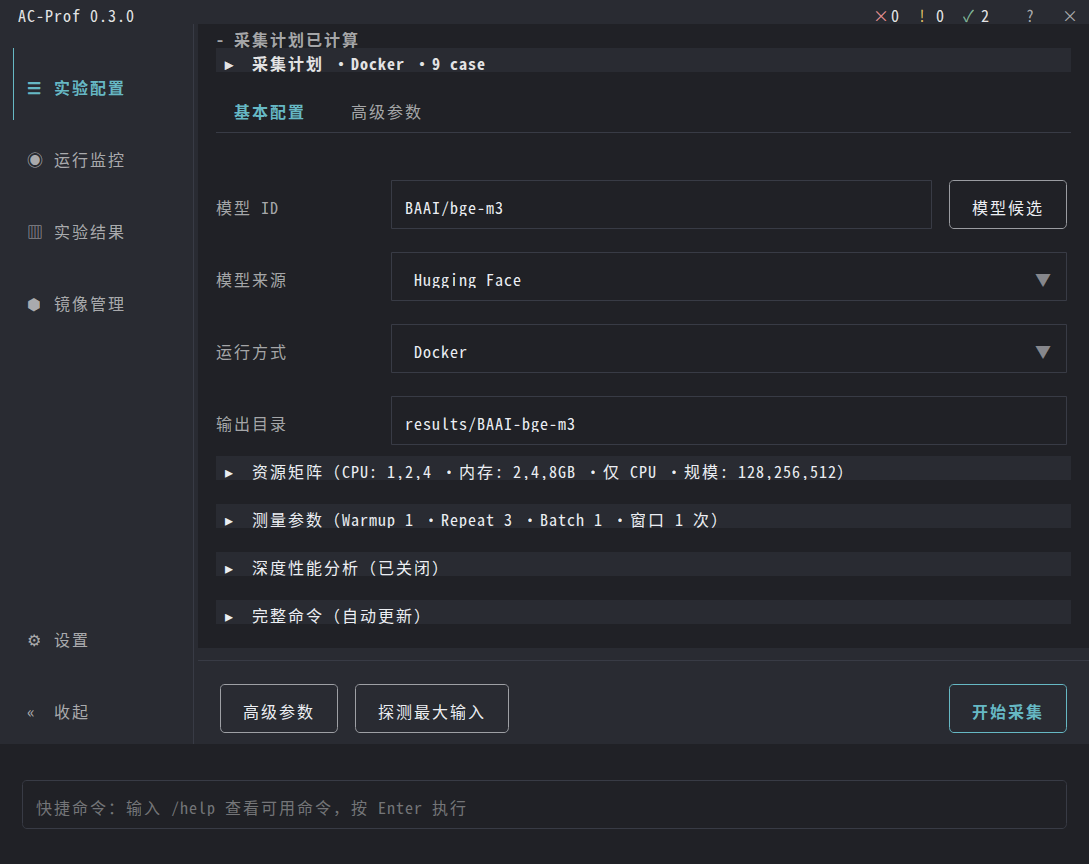 AC-Prof 0.3.0
✕ 0 ! 0 ✓ 2 ? ✕
- 采集计划已计算
▶ 采集计划 ·Docker ·9 case
☰ 实验配置
◉ 运行监控
▥ 实验结果
⬢ 镜像管理
⚙ 设置
« 收起
基本配置 高级参数
模型 ID BAAI/bge-m3 模型候选
模型来源 Hugging Face ▼
运行方式 Docker ▼
输出目录 results/BAAI-bge-m3
▶ 资源矩阵（CPU: 1,2,4 ·内存: 2,4,8GB ·仅 CPU ·规模: 128,256,512）
▶ 测量参数（Warmup 1 ·Repeat 3 ·Batch 1 ·窗口 1 次）
▶ 深度性能分析（已关闭）
▶ 完整命令（自动更新）
高级参数 探测最大输入 开始采集
快捷命令: 输入 /help 查看可用命令，按 Enter 执行